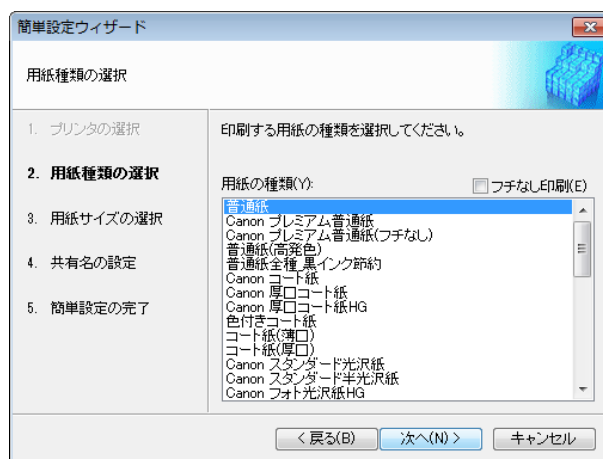 簡単設定ウィザード
用紙種類の選択
1. プリンタの選択
2. 用紙種類の選択
3. 用紙サイズの選択
4. 共有名の設定
5. 簡単設定の完了
印刷する用紙の種類を選択してください。
用紙の種類(Y):
フチなし印刷(E)
普通紙
Canon プレミアム普通紙
Canon プレミアム普通紙(フチなし)
普通紙(高発色)
普通紙全種_黒インク節約
Canon コート紙
Canon 厚口コート紙
Canon 厚口コート紙HG
色付きコート紙
コート紙(薄口)
コート紙(厚口)
Canon スタンダード光沢紙
Canon スタンダード半光沢紙
Canon フォト光沢紙HG
< 戻る(B)
次へ(N) >
キャンセル